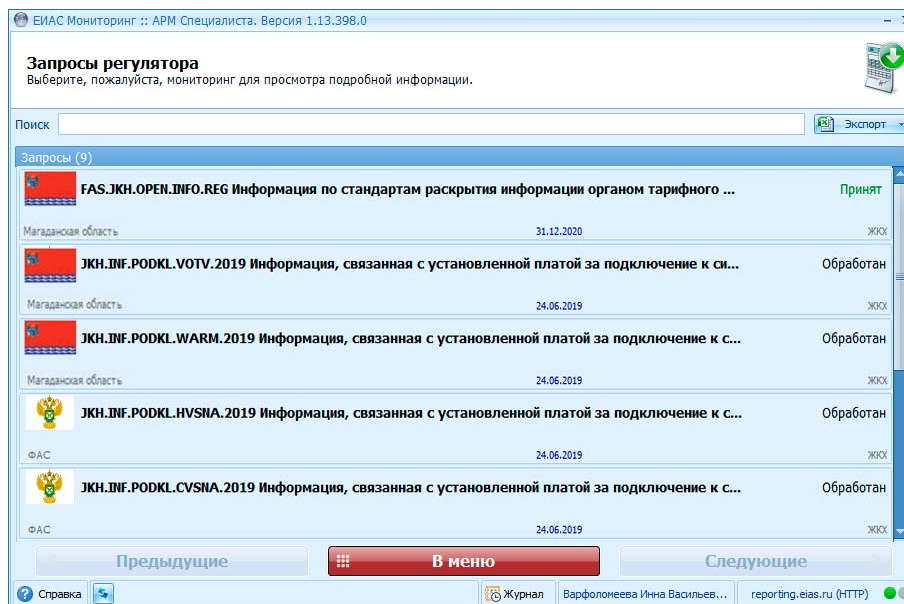 ЕИАС Мониторинг :: АРМ Специалиста. Версия 1.13.398.0
Запросы регулятора
Выберите, пожалуйста, мониторинг для просмотра подробной информации.
Поиск
Экспорт
Запросы (9)
FAS.JKH.OPEN.INFO.REG Информация по стандартам раскрытия информации органом тарифного ... Принят
Магаданская область 31.12.2020 ЖКХ
JKH.INF.PODKL.VOTV.2019 Информация, связанная с установленной платой за подключение к си... Обработан
Магаданская область 24.06.2019 ЖКХ
JKH.INF.PODKL.WARM.2019 Информация, связанная с установленной платой за подключение к с... Обработан
Магаданская область 24.06.2019 ЖКХ
JKH.INF.PODKL.HVSNA.2019 Информация, связанная с установленной платой за подключение к с... Обработан
ФАС 24.06.2019 ЖКХ
JKH.INF.PODKL.CVSNA.2019 Информация, связанная с установленной платой за подключение к с... Обработан
ФАС 24.06.2019 ЖКХ
Предыдущие В меню Следующие
Справка Журнал Варфоломеева Инна Васильев... reporting.eias.ru (HTTP)